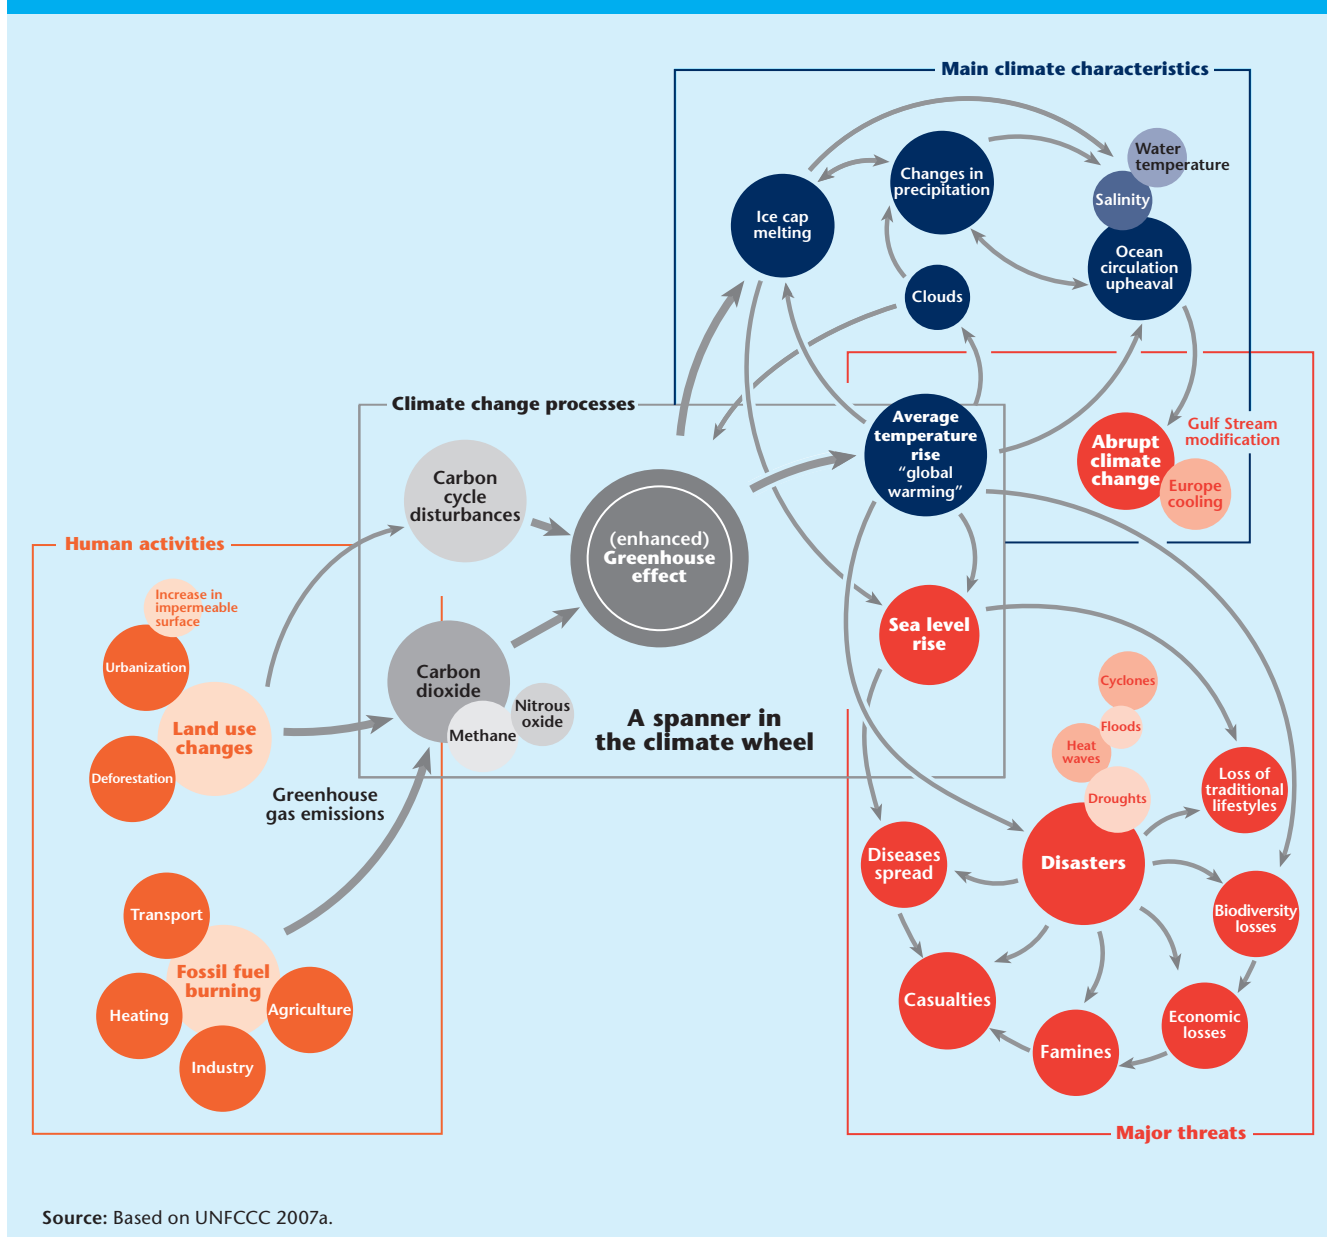 Main climate characteristics
Water
temperature
Salinity
Changes in
precipitation
Ice cap
melting
Ocean
circulation
upheaval
Clouds
Climate change processes
Average
temperature
rise
“global
warming”
Gulf Stream
modification
Abrupt
climate
change
Europe
cooling
Carbon
cycle
disturbances
(enhanced)
Greenhouse
effect
Human activities
Increase in
impermeable
surface
Urbanization
Land use
changes
Deforestation
Carbon
dioxide
Methane
Nitrous
oxide
Sea level
rise
A spanner in
the climate wheel
Greenhouse
gas emissions
Cyclones
Floods
Heat
waves
Droughts
Loss of
traditional
lifestyles
Diseases
spread
Disasters
Biodiversity
losses
Transport
Fossil fuel
burning
Heating
Agriculture
Industry
Casualties
Economic
losses
Famines
Major threats
Source: Based on UNFCCC 2007a.